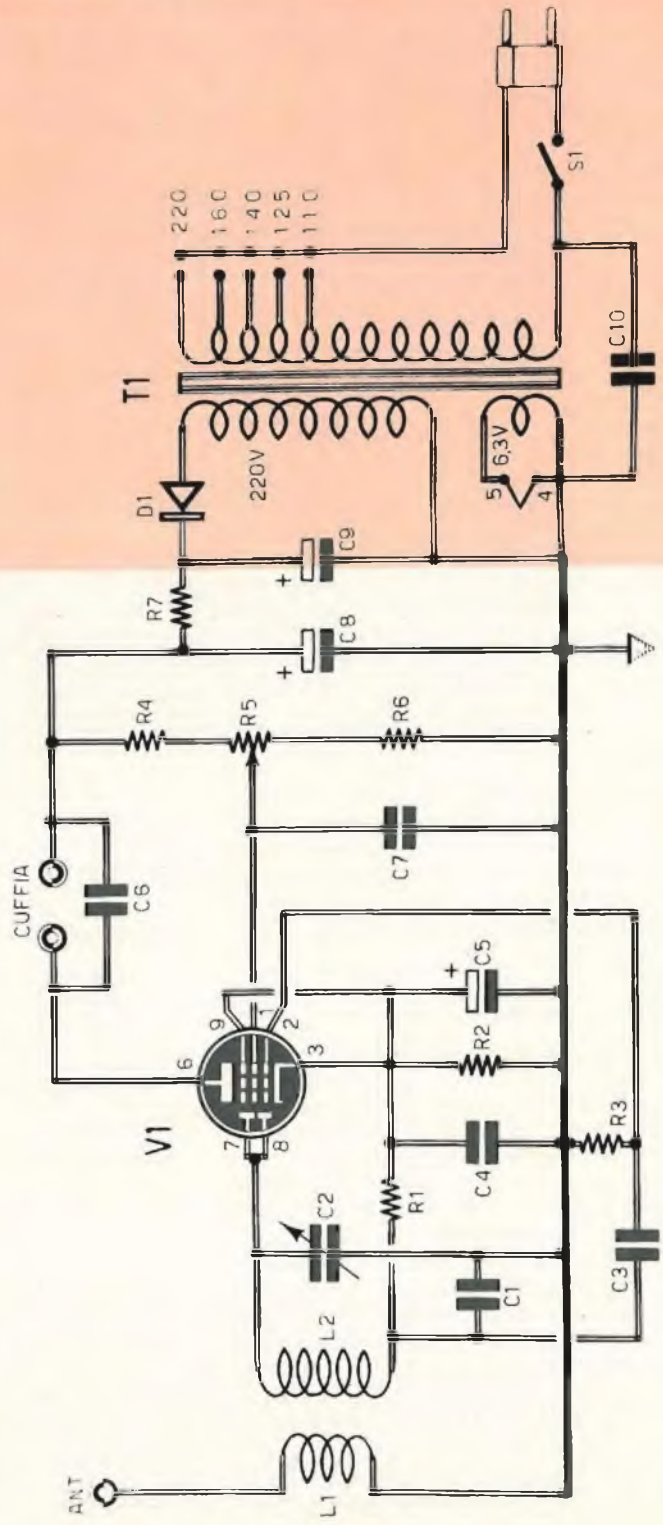 ANT
L1
L2
C1
C2
C3
R1
R3
C4
R2
C5
V1
6
7
8
9
1
2
3
CUFFIA
C6
C7
R4
R5
R6
R7
+
C8
+
C9
+
D1
T1
220V
6,3V
5
4
220
160
140
125
110
S1
C10